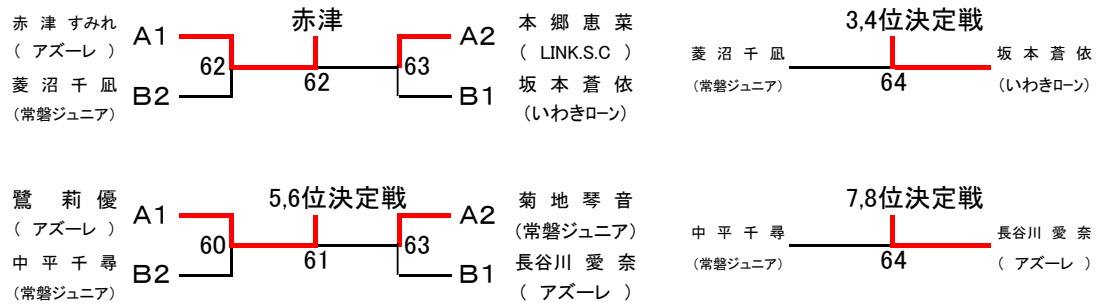 赤津 すみれ
( アズーレ )
A1
赤津
62
62
63
菱沼千凪
(常磐ジュニア)
B2
本郷恵菜
( LINK.S.C )
A2
坂本蒼依
(いわきローン)
B1
3,4位決定戦
菱沼千凪
(常磐ジュニア)
64
坂本蒼依
(いわきローン)
鷺 莉優
( アズーレ )
A1
5,6位決定戦
60
61
63
中平千尋
(常磐ジュニア)
B2
菊地琴音
(常磐ジュニア)
A2
長谷川愛奈
( アズーレ )
B1
7,8位決定戦
中平千尋
(常磐ジュニア)
64
長谷川 愛奈
( アズーレ )